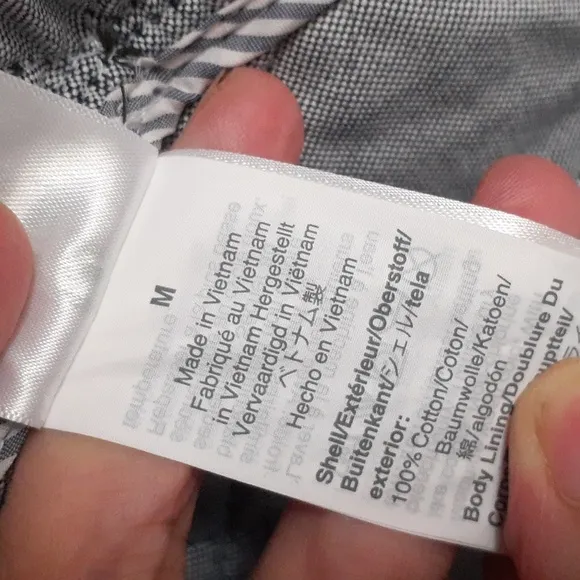 M
Made in Vietnam
Fabriqué au Vietnam
in Vietnam Hergestellt
Vervaardigd in Viëtnam
ベトナム製
Hecho en Vietnam
Shell/Extérieur/Oberstoff/
Buitenkant/シェル/tela
exterior:
100% Cotton/Coton/
Baumwolle/Katoen/
綿/algodón
Body Lining/Doublure Du